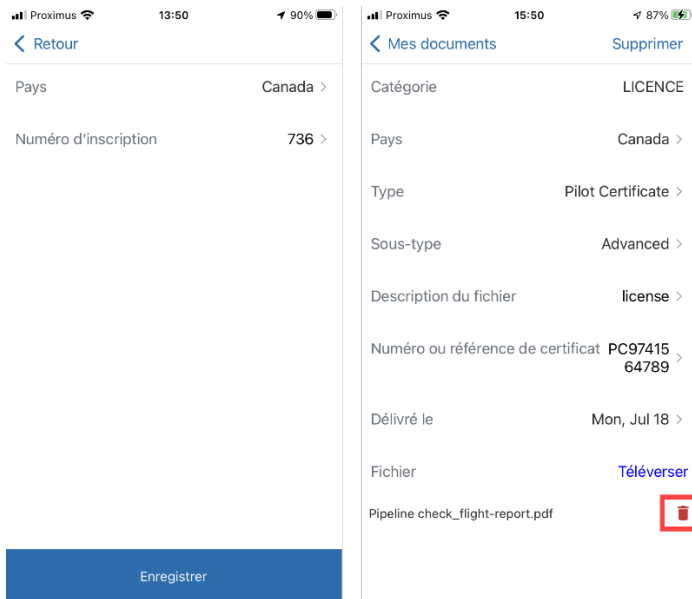 Proximus 13:50 90%
Retour
Pays Canada
Numéro d'inscription 736
Enregistrer
Proximus 15:50 87%
Mes documents Supprimer
Catégorie LICENCE
Pays Canada
Type Pilot Certificate
Sous-type Advanced
Description du fichier license
Numéro ou référence de certificat PC97415
64789
Délivré le Mon, Jul 18
Fichier Téléverser
Pipeline check_flight-report.pdf